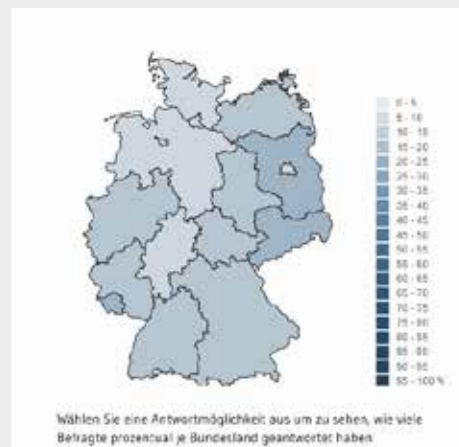 0 - 5
5 - 10
10 - 15
15 - 20
20 - 25
25 - 30
30 - 35
35 - 40
40 - 45
45 - 50
50 - 55
55 - 60
60 - 65
65 - 70
70 - 75
75 - 80
80 - 85
85 - 90
90 - 95
95 - 100 %
Wählen Sie eine Antwortmöglichkeit aus um zu sehen, wie viele
Befragte prozentual je Bundesland geantwortet haben